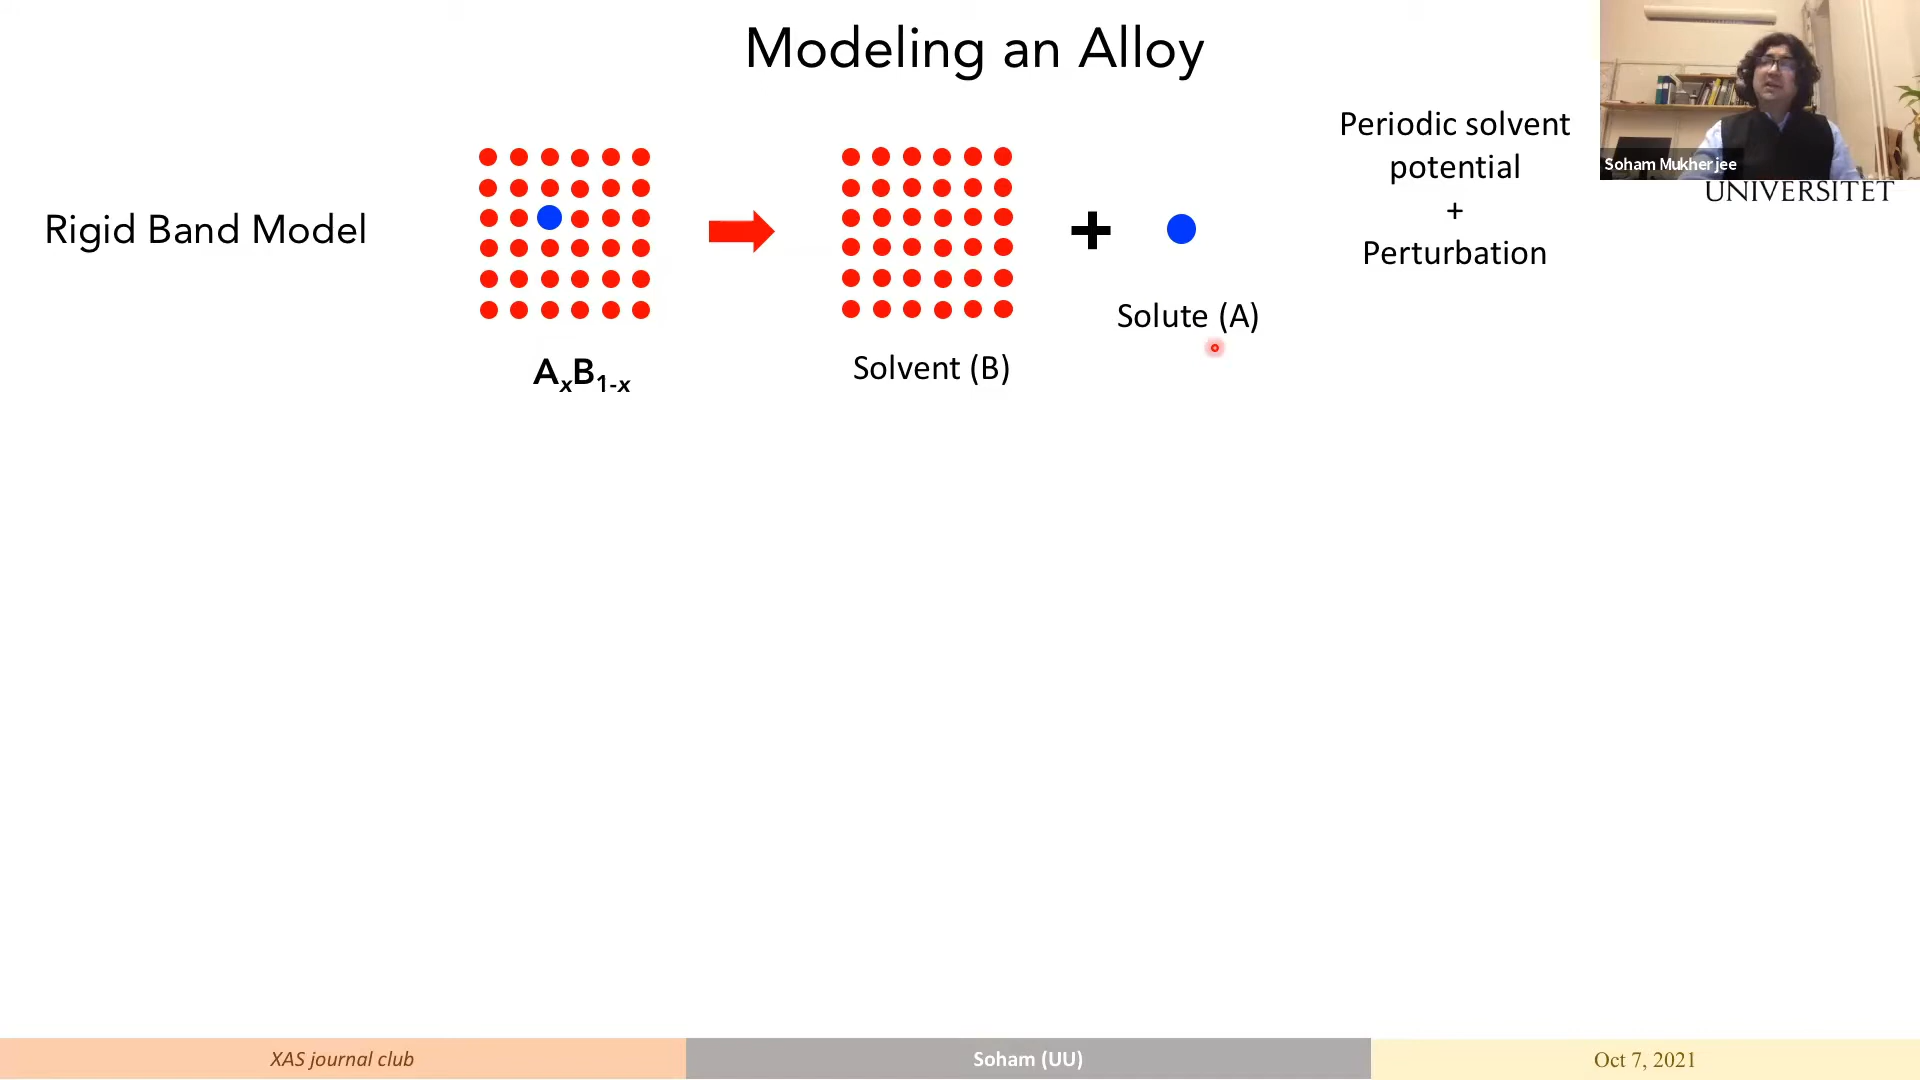 Modeling an Alloy
Periodic solvent
potential
+
Perturbation
Soham Mukherjee
UNIVERSITET
Rigid Band Model
+
Solute (A)
AxB1-x
Solvent (B)
XAS journal club
Soham (UU)
Oct 7, 2021